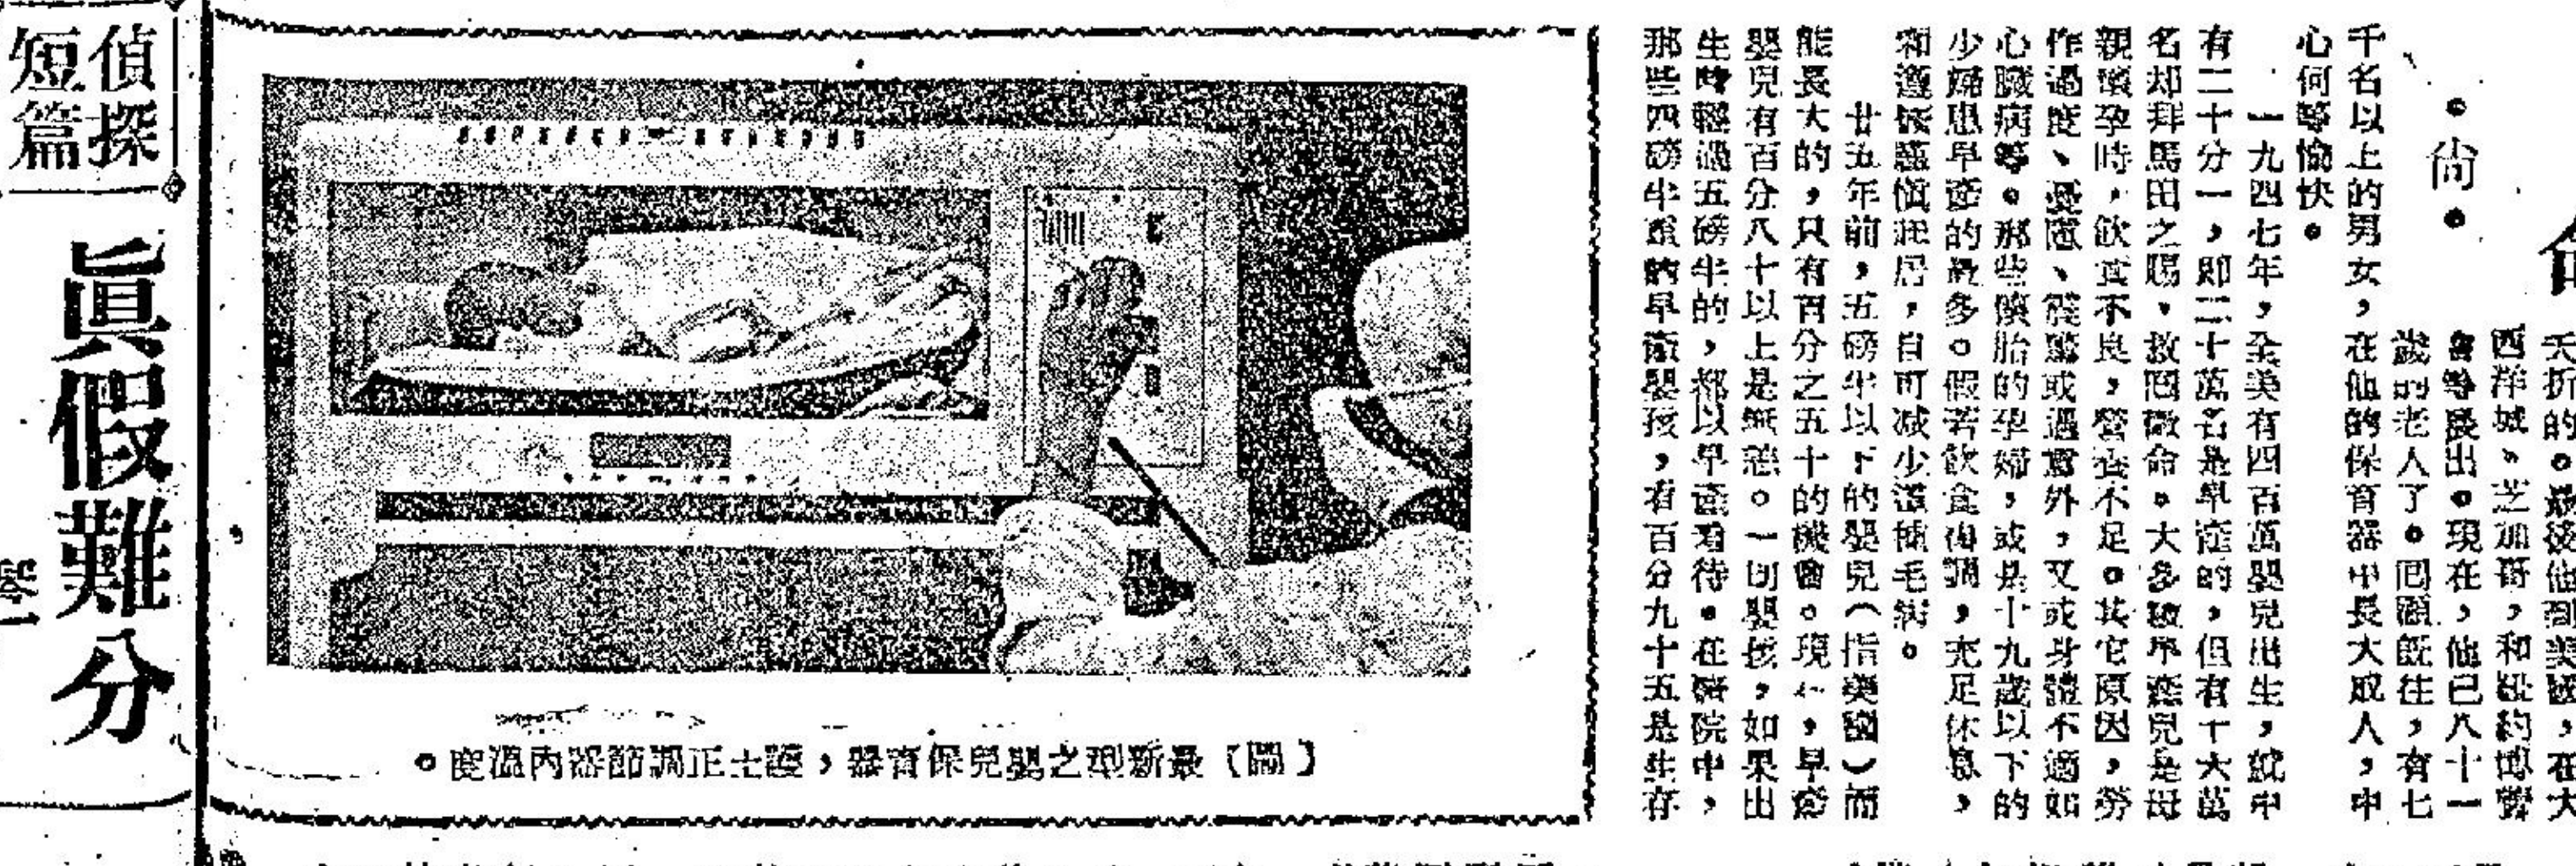 夭折的。最後他到美國,在大
西洋城、芝加哥,和紐約博覽
會等展出。現在,他已八十一
歲的老人了。回顧既往,有七
千名以上的男女,在他的保育器中長大成人,中
心何等愉快。
一九四七年,全美有四百萬嬰兒出生,就中
有二十分一,即二十萬名是早產的,但有十大萬
名却拜馬田之賜,救回微命。大多數早產兒是母
親懷孕時,飲食不良,營養不足。其它原因,勞
作過度、憂慮、震驚或過實外,又或身體不適如
心臟病等。那些懷胎的孕婦,或是十九歲以下的
少婦患早產的最多。假若飲食得調,充足休息,
和謹慎起居,自可减少這種毛病。
廿五年前,五磅半以下的嬰兒(指美國)而
能長大的,只有百分之五十的機會。現在,早產
嬰兒有百分八十以上是無恙。一切嬰孩,如果出
生時輕過五磅半的,都以早產看待。在醫院中,
那些四磅半重的早產嬰孩,有百分九十五是生存
·尚·
〔圖〕最新型之嬰兒保育器,護士正調節器內溫度。
偵探
短篇
眞假難分